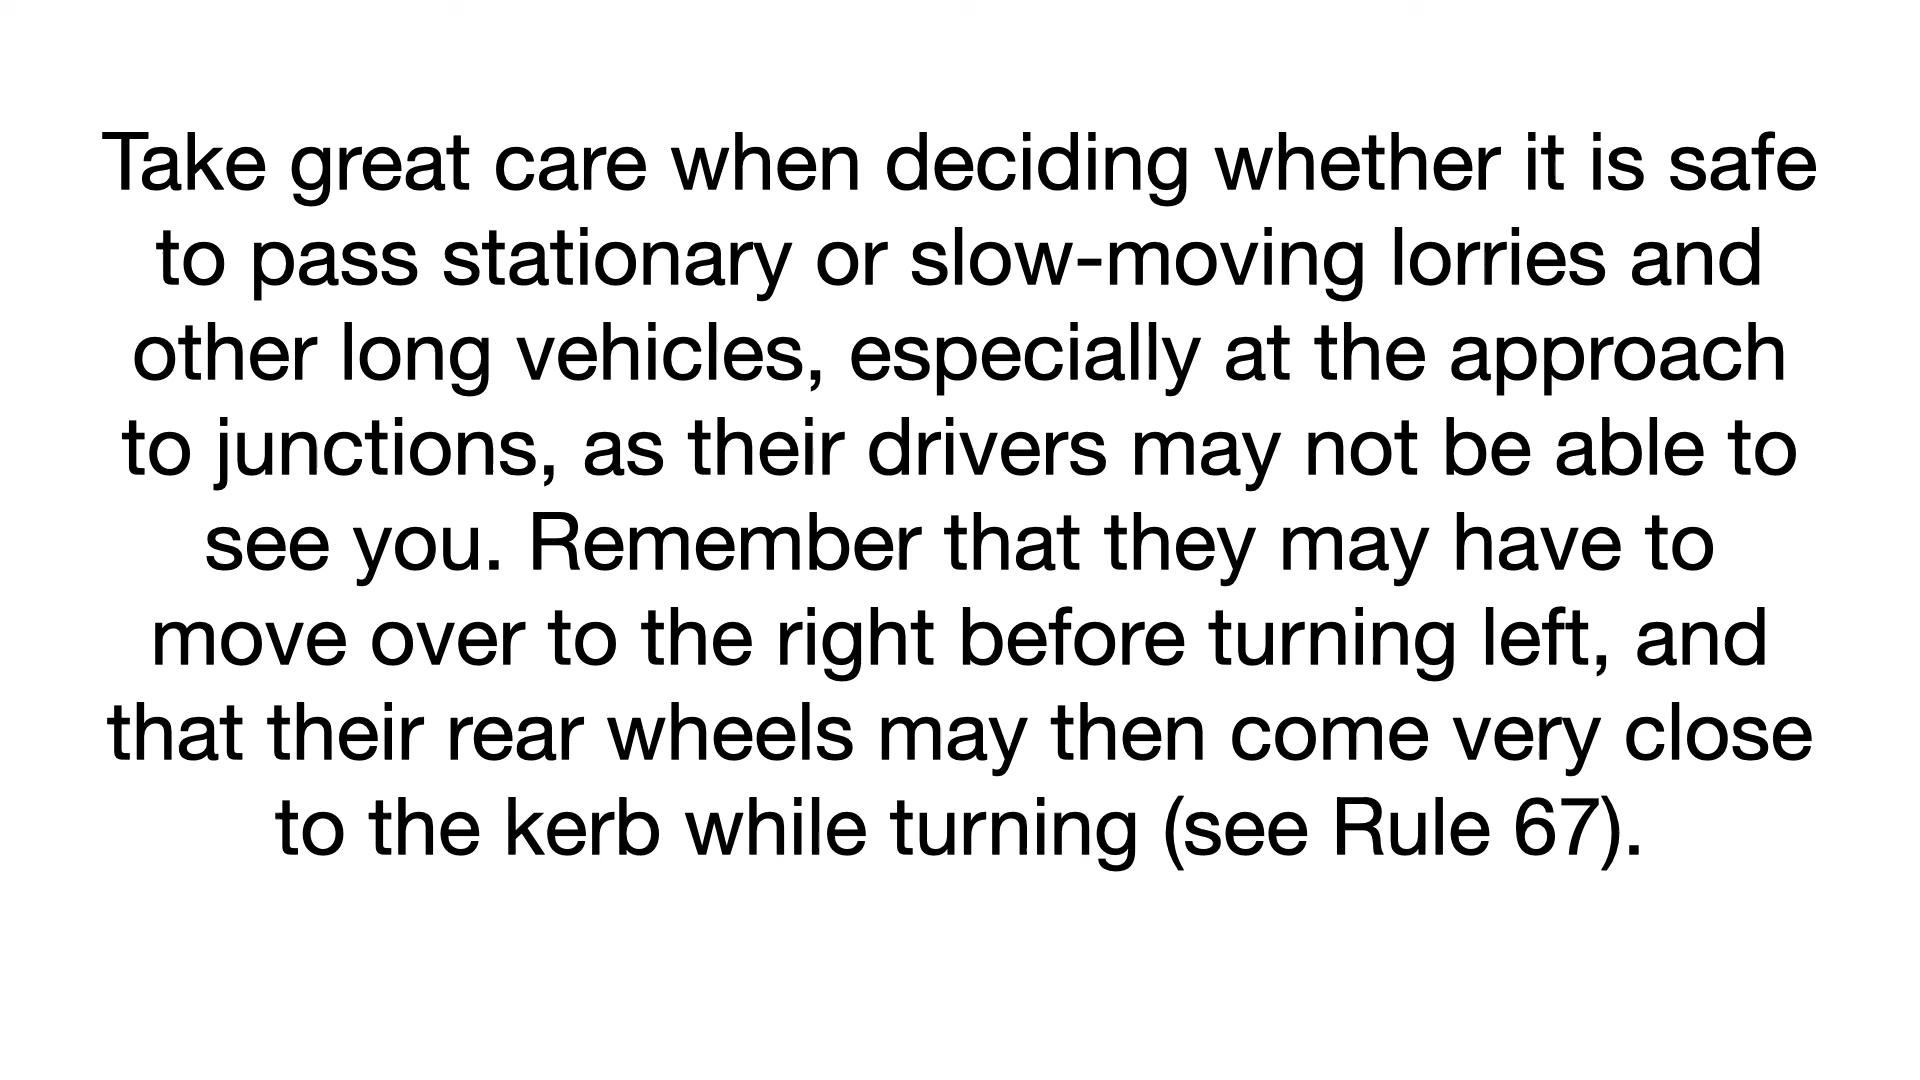 Take great care when deciding whether it is safe
to pass stationary or slow-moving lorries and
other long vehicles, especially at the approach
to junctions, as their drivers may not be able to
see you. Remember that they may have to
move over to the right before turning left, and
that their rear wheels may then come very close
to the kerb while turning (see Rule 67).